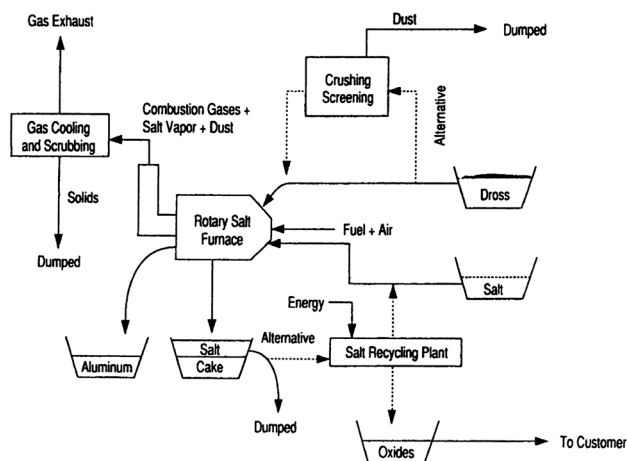 Gas Exhaust
Dust
Dumped
Crushing
Screening
Alternative
Combustion Gases +
Salt Vapor + Dust
Gas Cooling
and Scrubbing
Solids
Dumped
Dross
Rotary Salt
Furnace
Fuel + Air
Salt
Energy
Aluminum
Salt
Cake
Alternative
Salt Recycling Plant
Dumped
Oxides
To Customer